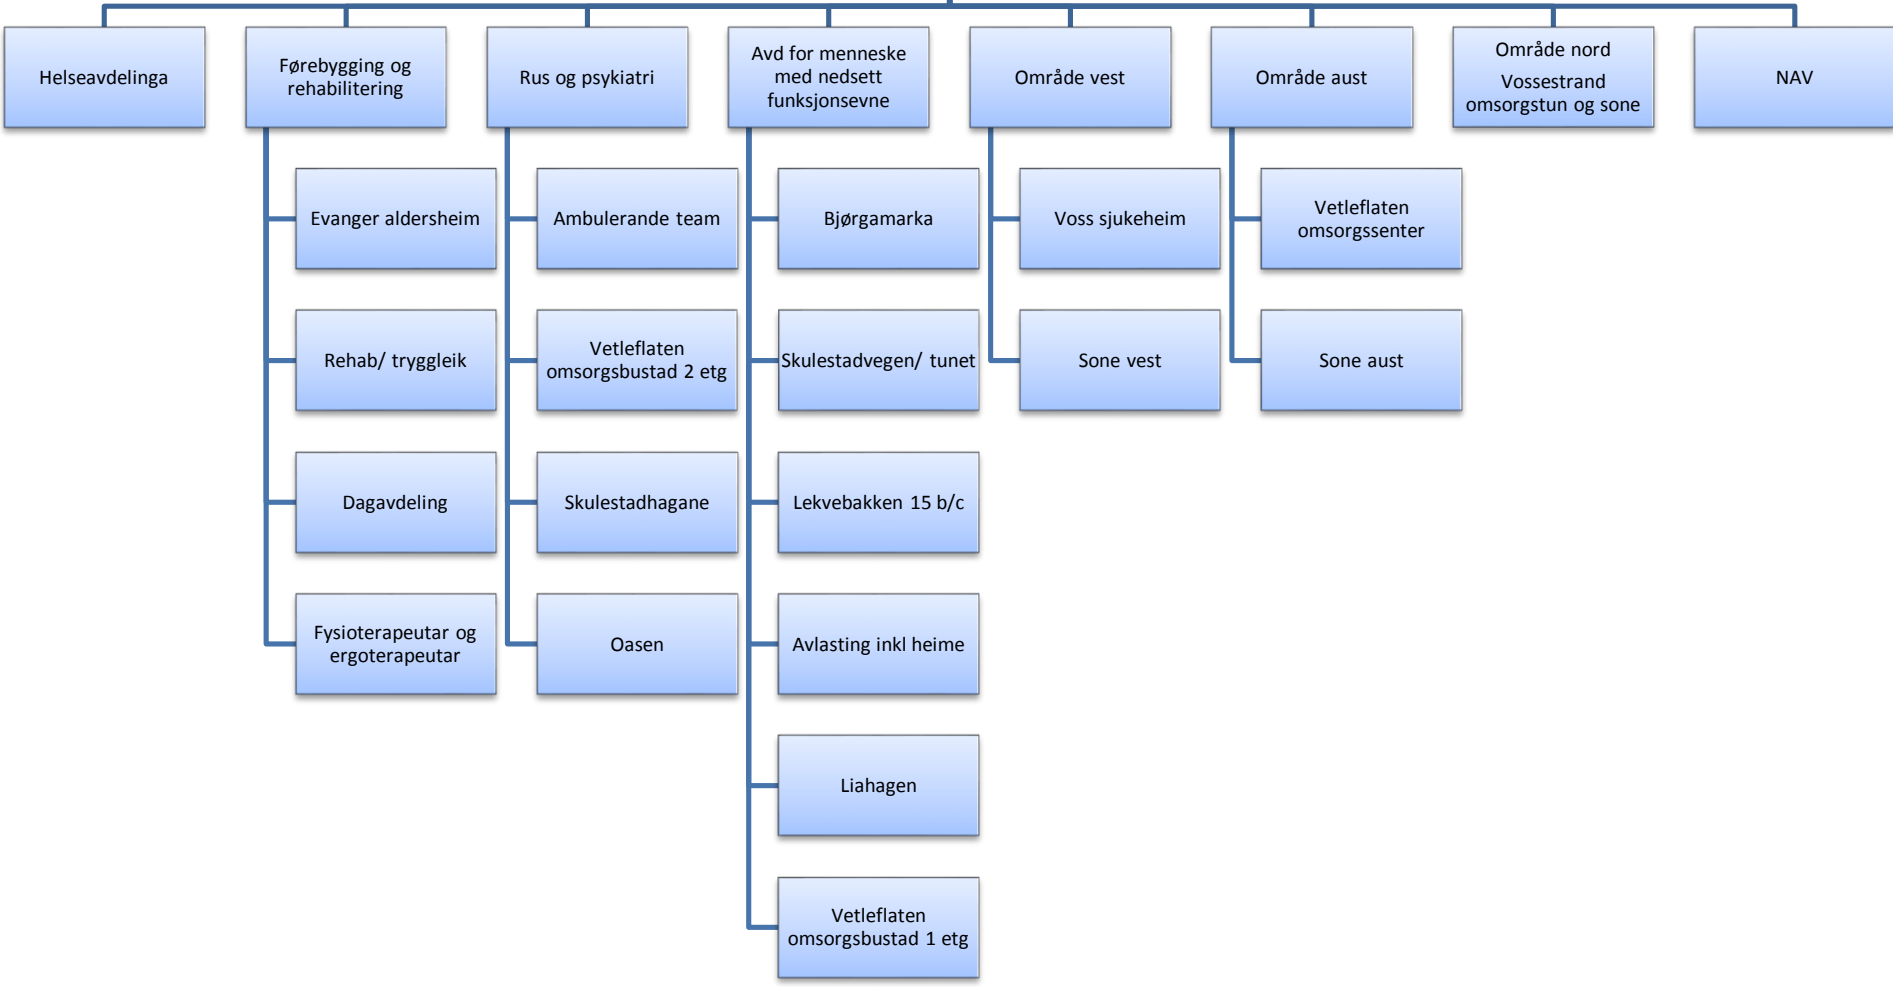 Helseavdelinga
Førebygging og
rehabilitering
Rus og psykiatri
Avd for menneske
med nedsett
funksjonsevne
Område vest
Område aust
Område nord
Vossestrand
omsorgstun og sone
NAV
Evanger aldersheim
Ambulerande team
Bjørgamarka
Voss sjukeheim
Vetleflaten
omsorgssenter
Rehab/ tryggleik
Vetleflaten
omsorgsbustad 2 etg
Skulestadvegen/ tunet
Sone vest
Sone aust
Dagavdeling
Skulestadhagane
Lekvebakken 15 b/c
Fysioterapeutar og
ergoterapeutar
Oasen
Avlasting inkl heime
Liahagen
Vetleflaten
omsorgsbustad 1 etg